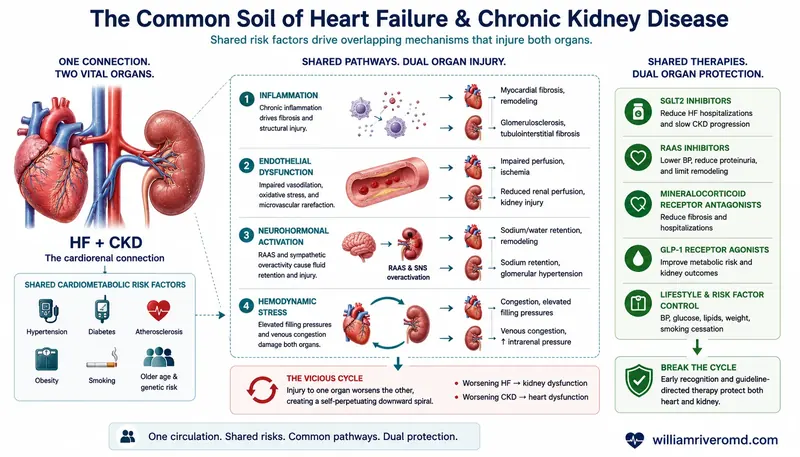 The Common Soil of Heart Failure & Chronic Kidney Disease
Shared risk factors drive overlapping mechanisms that injure both organs.
ONE CONNECTION.
TWO VITAL ORGANS.
HF + CKD
The cardiorenal connection
SHARED CARDIOMETABOLIC RISK FACTORS
Hypertension
Diabetes
Atherosclerosis
Obesity
Smoking
Older age &
genetic risk
SHARED PATHWAYS. DUAL ORGAN INJURY.
1
INFLAMMATION
Chronic inflammation
drives fibrosis and
structural injury.
Myocardial fibrosis,
remodeling
Glomerulosclerosis,
tubulointerstitial fibrosis
2
ENDOTHELIAL
DYSFUNCTION
Impaired vasodilation,
oxidative stress, and
microvascular rarefaction.
Impaired perfusion,
ischemia
Reduced renal perfusion,
kidney injury
3
NEUROHORMONAL
ACTIVATION
RAAS and sympathetic
overactivity cause fluid
retention and injury.
RAAS & SNS
overactivation
Sodium/water retention,
remodeling
Sodium retention,
glomerular hypertension
4
HEMODYNAMIC
STRESS
Elevated filling pressures
and venous congestion
damage both organs.
Congestion, elevated
filling pressures
Venous congestion,
↑ intrarenal pressure
THE VICIOUS CYCLE
Injury to one organ worsens the other,
creating a self-perpetuating downward spiral.
• Worsening HF → kidney dysfunction
• Worsening CKD → heart dysfunction
SHARED THERAPIES.
DUAL ORGAN PROTECTION.
SGLT2 INHIBITORS
Reduce HF hospitalizations
and slow CKD progression
RAAS INHIBITORS
Lower BP, reduce proteinuria,
and limit remodeling
MINERALOCORTICOID
RECEPTOR ANTAGONISTS
Reduce fibrosis and
hospitalizations
GLP-1 RECEPTOR AGONISTS
Improve metabolic risk and
kidney outcomes
LIFESTYLE & RISK FACTOR
CONTROL
BP, glucose, lipids, weight,
smoking cessation
BREAK THE CYCLE
Early recognition and guideline-
directed therapy protect both
heart and kidney.
One circulation. Shared risks. Common pathways. Dual protection.
williamriveromd.com